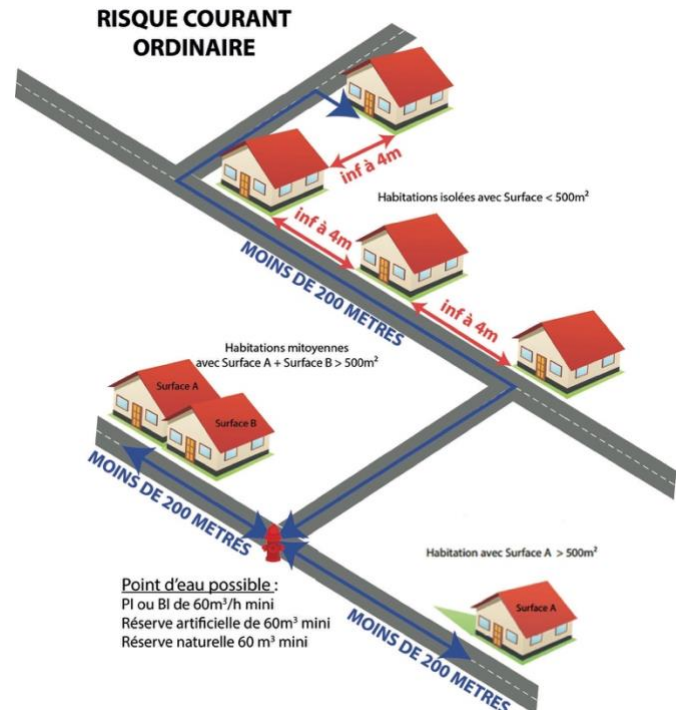 RISQUE COURANT
ORDINAIRE
inf à 4m
Habitations isolées avec Surface < 500m²
inf à 4m
MOINS DE 200 METRES
inf à 4m
Habitations mitoyennes
avec Surface A + Surface B > 500m²
Surface A
Surface B
MOINS DE 200 METRES
Habitation avec Surface A > 500m²
Point d'eau possible :
PI ou BI de 60m³/h mini
Réserve artificielle de 60m³ mini
Réserve naturelle 60 m³ mini
Surface A
MOINS DE 200 METRES